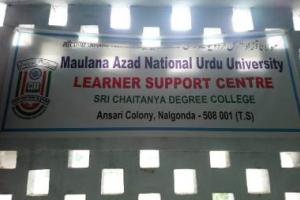 Maulana Azad National Urdu University
LEARNER SUPPORT CENTRE
SRI CHAITANYA DEGREE COLLEGE
Ansari Colony, Nalgonda - 508 001 (T.S)